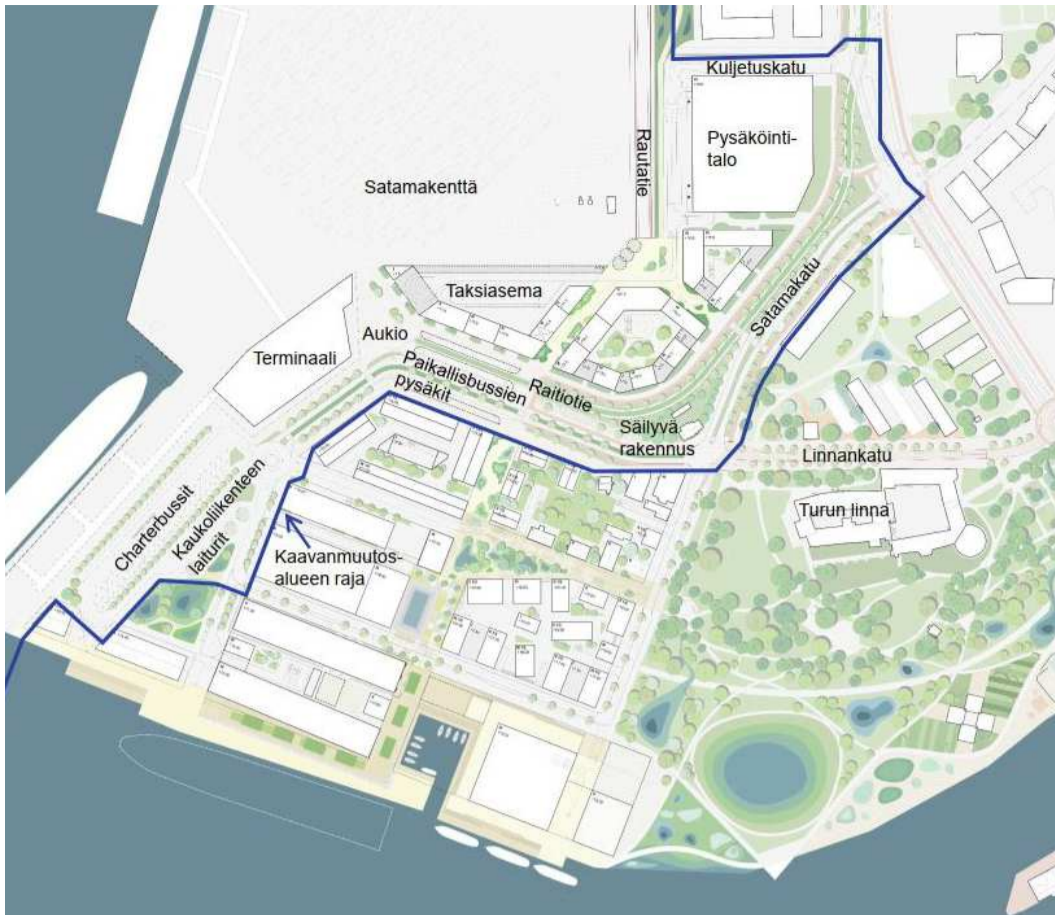 Kuljetuskatu
Rautatie
Pysäköinti-
talo
Satamakenttä
Satamakatu
Taksiasema
Aukio
Terminaali
Paikallisbussien
pysäkit
Raitiotie
Säilyvä
rakennus
Linnankatu
Turun linna
Charterbussit
Kaukoliikenteen
laiturit
Kaavanmuutos-
alueen raja